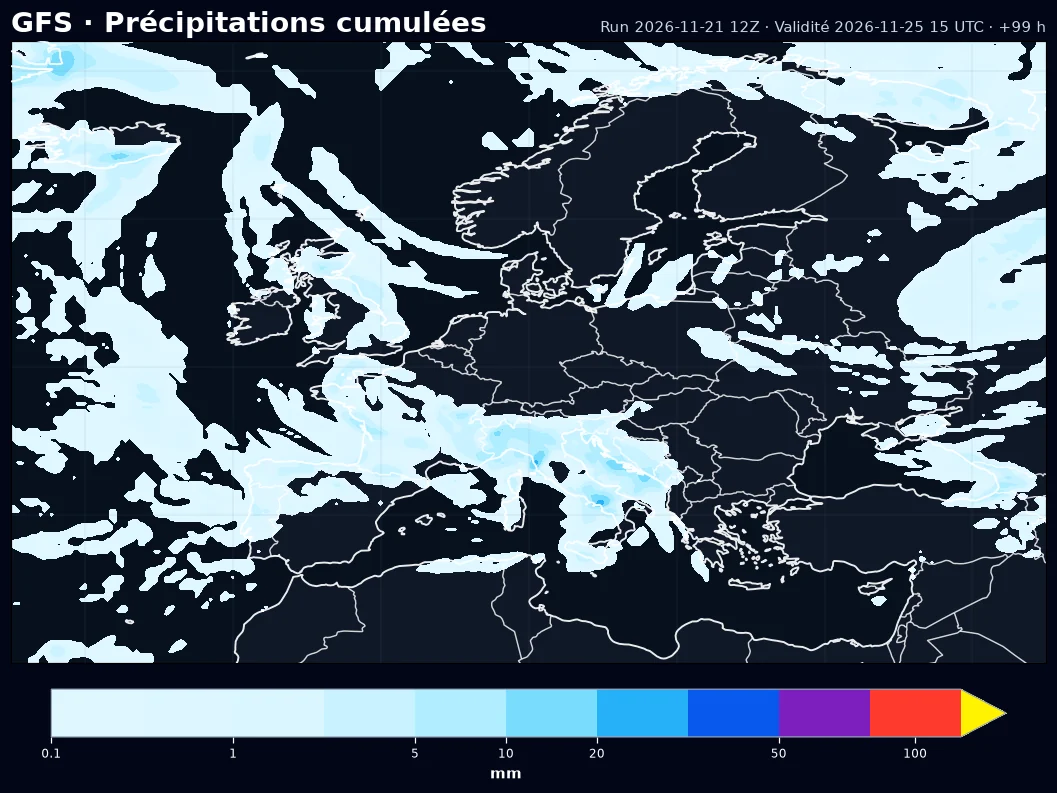 GFS · Précipitations cumulées
Run 2026-11-21 12Z · Validité 2026-11-25 15 UTC · +99 h
0.1 1 5 10 20 50 100
mm